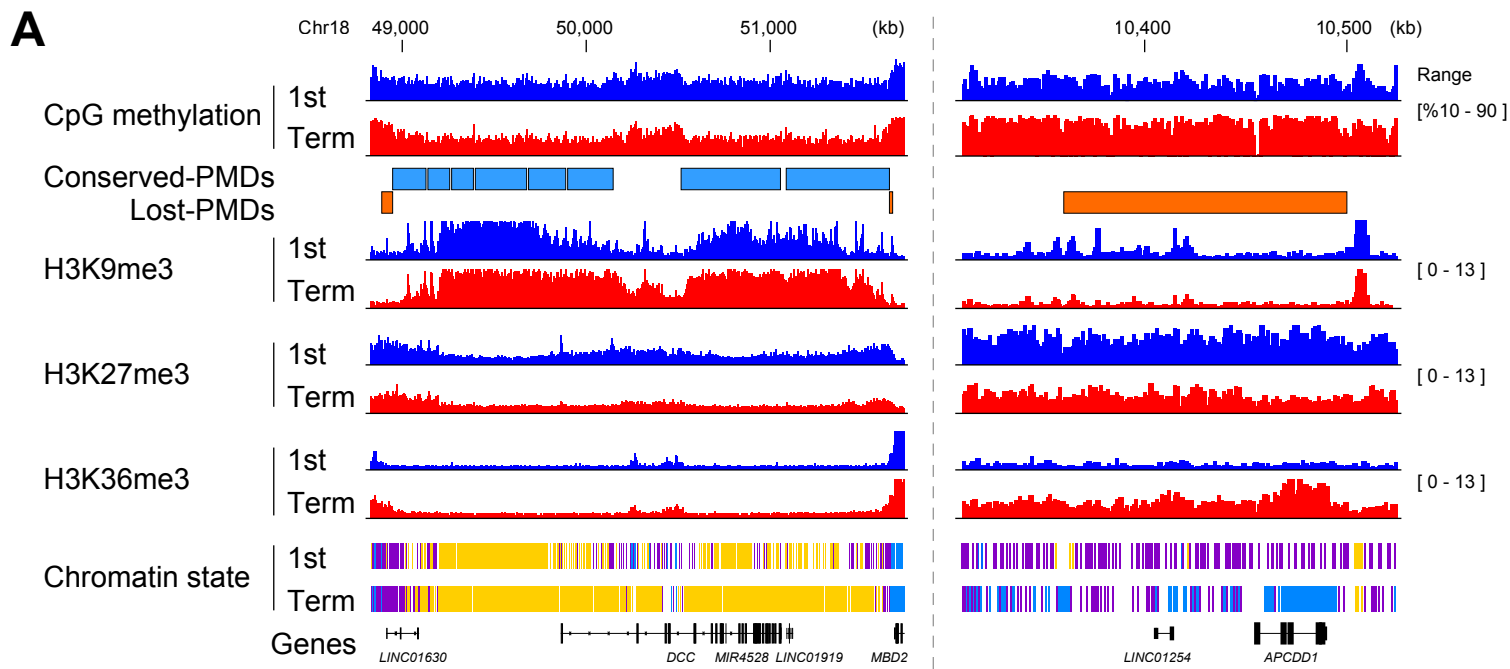 A
Chr18 49,000 50,000 51,000 (kb) 10,400 10,500 (kb)
CpG methylation
1st
Term
Range
[%10 - 90 ]
Conserved-PMDs
Lost-PMDs
H3K9me3
1st
Term
[ 0 - 13 ]
H3K27me3
1st
Term
[ 0 - 13 ]
H3K36me3
1st
Term
[ 0 - 13 ]
Chromatin state
1st
Term
Genes
LINC01630 DCC MIR4528 LINC01919 MBD2 LINC01254 APCDD1